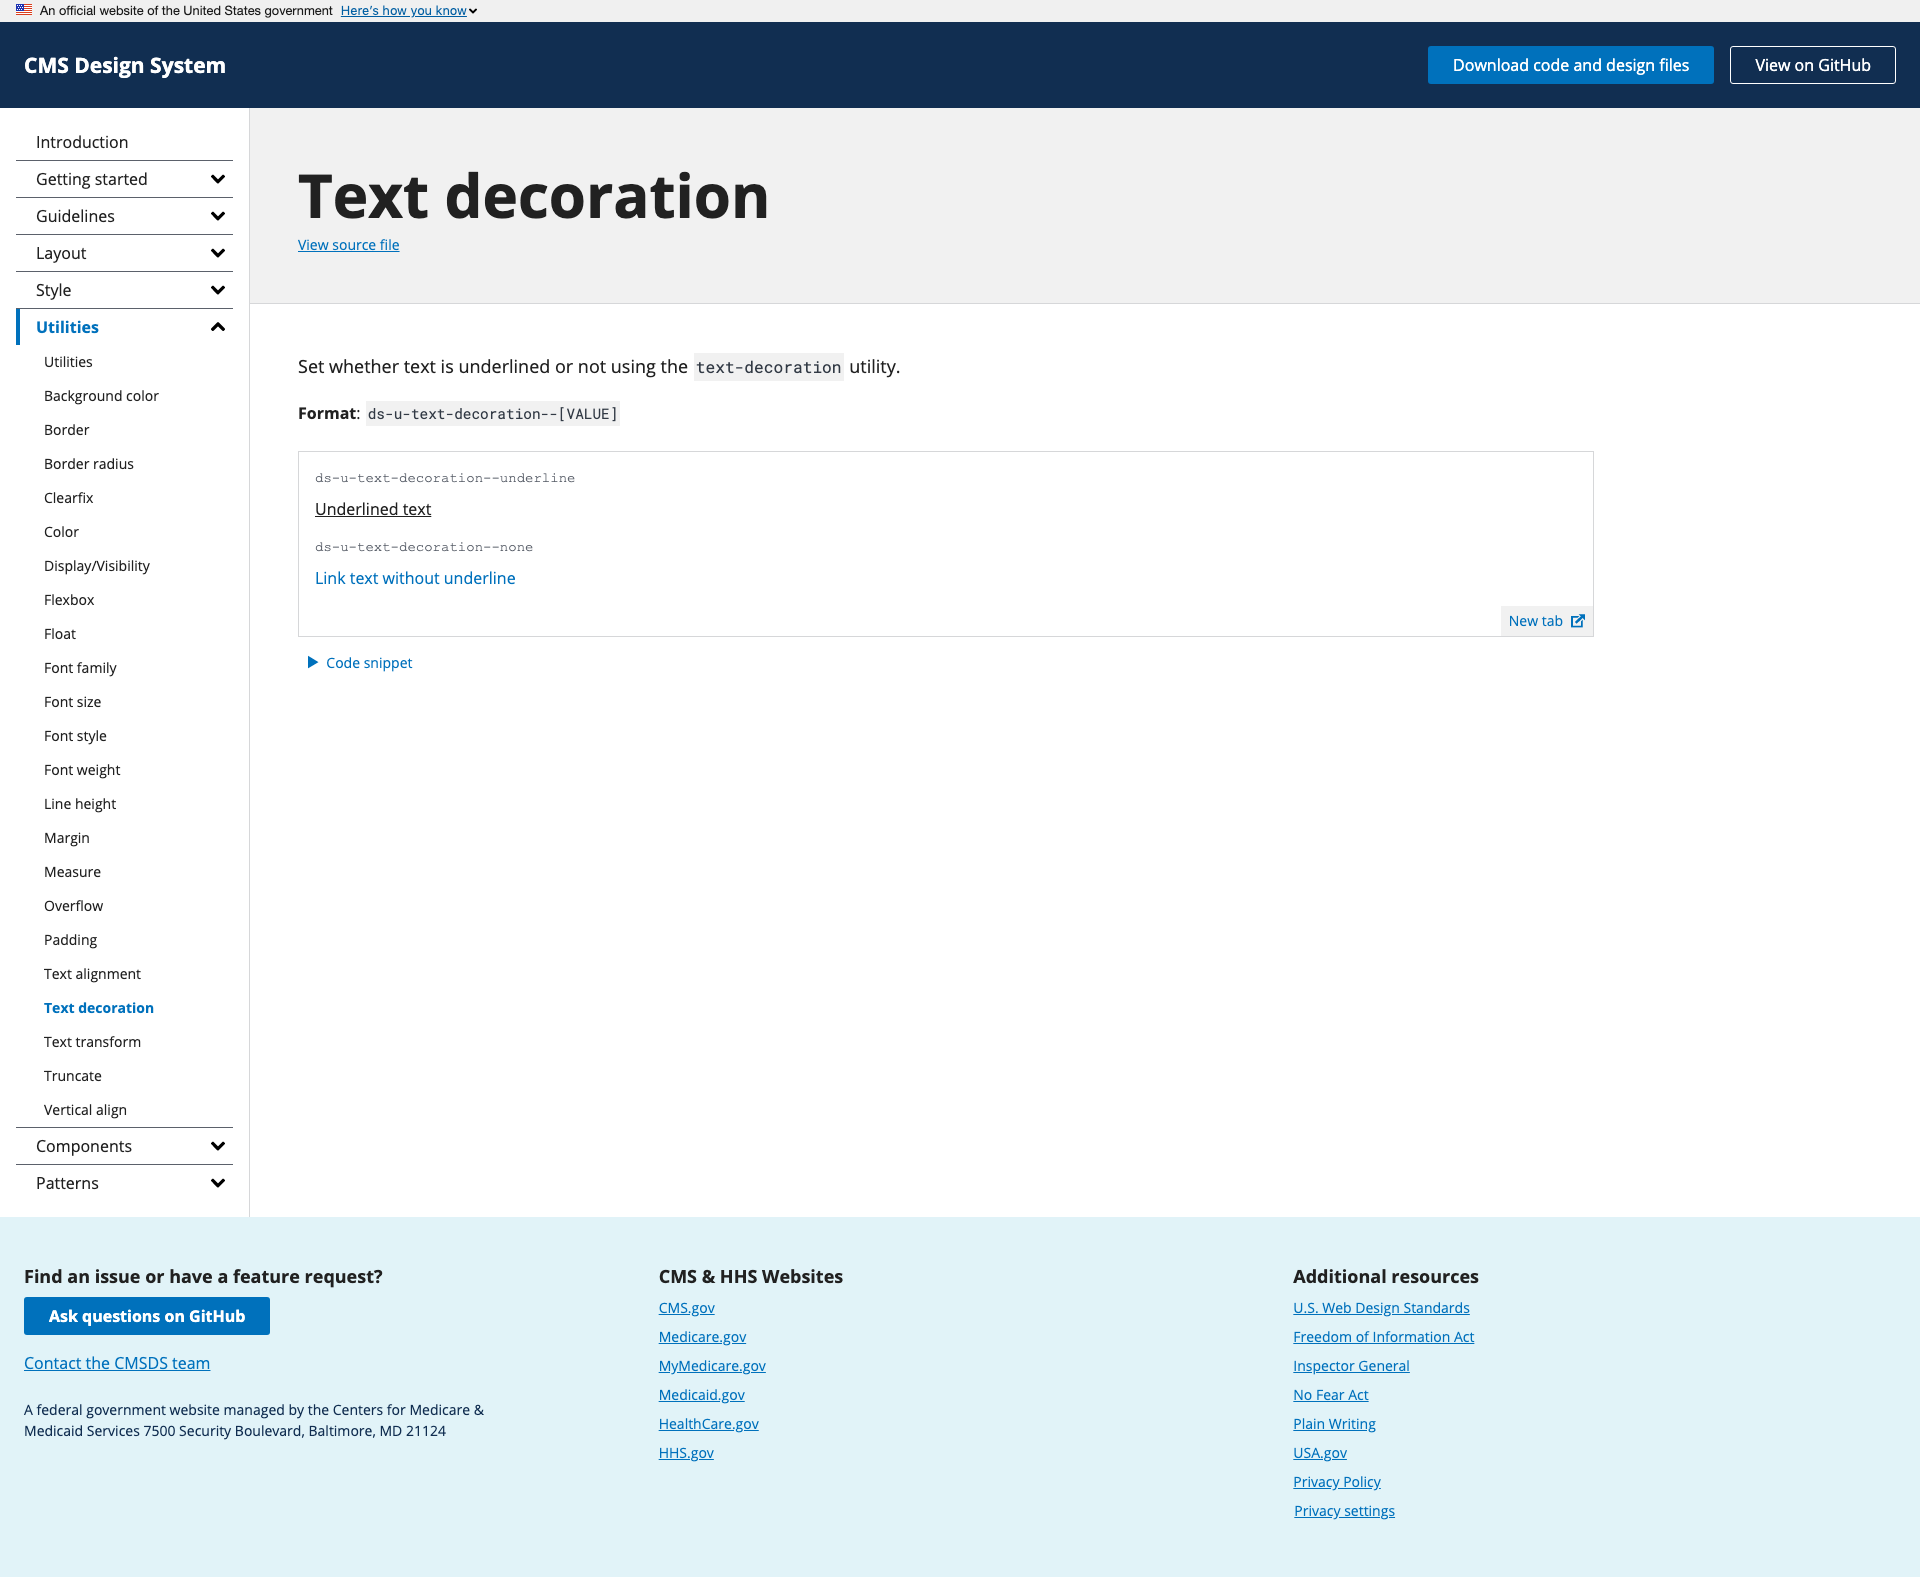 An official website of the United States government Here's how you know
CMS Design System
Download code and design files
View on GitHub
Introduction
Getting started
Guidelines
Layout
Style
Utilities
Utilities
Background color
Border
Border radius
Clearfix
Color
Display/Visibility
Flexbox
Float
Font family
Font size
Font style
Font weight
Line height
Margin
Measure
Overflow
Padding
Text alignment
Text decoration
Text transform
Truncate
Vertical align
Components
Patterns
Text decoration
View source file
Set whether text is underlined or not using the text-decoration utility.
Format: ds-u-text-decoration--[VALUE]
ds-u-text-decoration--underline
Underlined text
ds-u-text-decoration--none
Link text without underline
New tab
Code snippet
Find an issue or have a feature request?
Ask questions on GitHub
Contact the CMSDS team
A federal government website managed by the Centers for Medicare &
Medicaid Services 7500 Security Boulevard, Baltimore, MD 21124
CMS & HHS Websites
CMS.gov
Medicare.gov
MyMedicare.gov
Medicaid.gov
HealthCare.gov
HHS.gov
Additional resources
U.S. Web Design Standards
Freedom of Information Act
Inspector General
No Fear Act
Plain Writing
USA.gov
Privacy Policy
Privacy settings